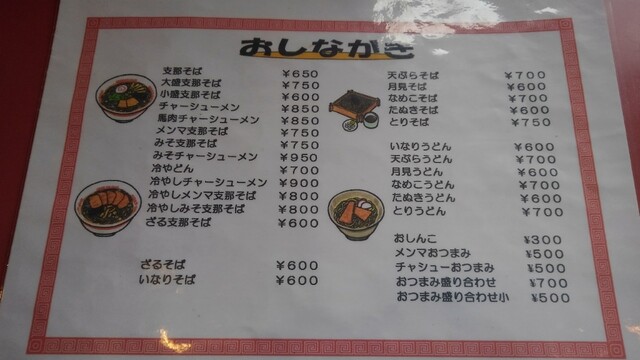 おしながき
支那そば ¥650
大盛支那そば ¥750
小盛支那そば ¥600
チャーシューメン ¥850
馬肉チャーシューメン ¥850
メンマ支那そば ¥750
みそ支那そば ¥750
みそチャーシューメン ¥950
冷やどん ¥700
冷やしチャーシューメン ¥900
冷やしメンマ支那そば ¥800
冷やしみそ支那そば ¥800
ざる支那そば ¥600
ざるそば ¥600
いなりそば ¥600
天ぷらそば ¥700
月見そば ¥600
なめこそば ¥700
たぬきそば ¥600
とりそば ¥750
いなりうどん ¥600
天ぷらうどん ¥700
月見うどん ¥600
なめこうどん ¥700
たぬきうどん ¥600
とりうどん ¥700
おしんこ ¥300
メンマおつまみ ¥500
チャシューおつまみ ¥500
おつまみ盛り合わせ ¥700
おつまみ盛り合わせ小 ¥500